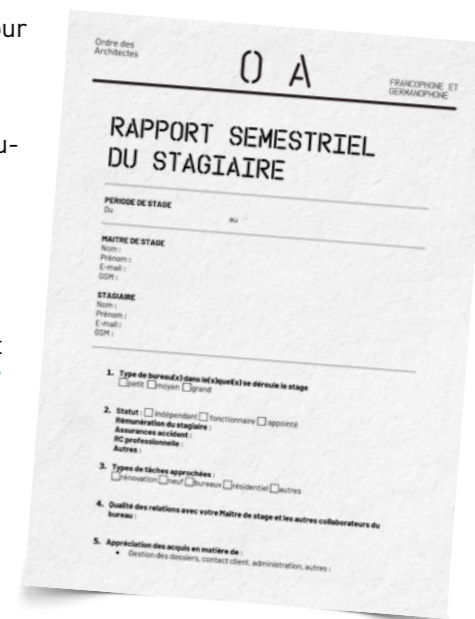 our
u-
t
Ordre des
Architectes
O A
FRANCOPHONE ET
GERMANOPHONE
RAPPORT SEMESTRIEL
DU STAGIAIRE
PERIODE DE STAGE
Du au
MAITRE DE STAGE
Nom :
Prénom :
E-mail :
GSM :
STAGIAIRE
Nom :
Prénom :
E-mail :
GSM :
1. Type de bureau(x) dans le(s)quel(s) se déroule le stage
petit moyen grand
2. Statut : indépendant fonctionnaire appointé
Rémunération du stagiaire :
Assurances accident :
RC professionnelle :
Autres :
3. Types de tâches approchées :
rénovation neuf bureaux résidentiel autres
4. Qualité des relations avec votre Maître de stage et les autres collaborateurs du
bureau :
5. Appréciation des acquis en matière de :
• Gestion des dossiers, contact client, administration, autres :